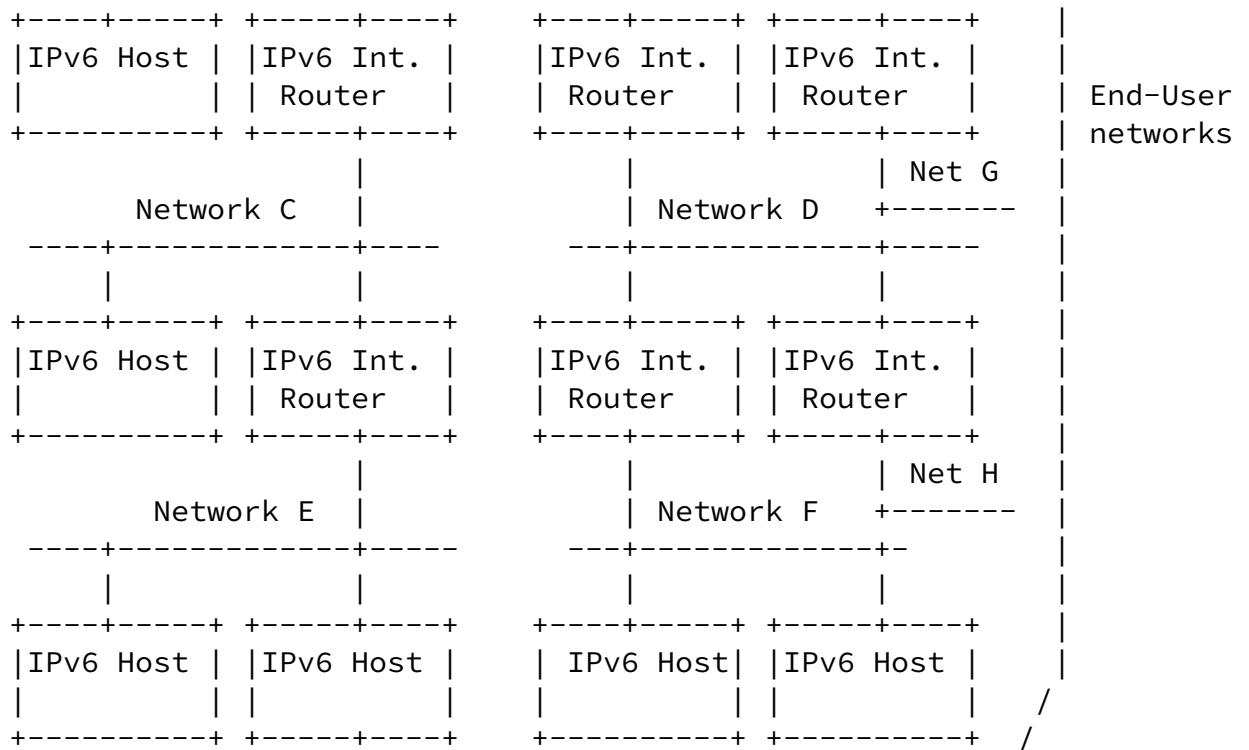 IPv6 Host IPv6 Int. IPv6 Int. IPv6 Int.
Router Router Router End-User
networks
Net G
Network C Network D
IPv6 Host IPv6 Int. IPv6 Int. IPv6 Int.
Router Router Router
Net H
Network E Network F
IPv6 Host IPv6 Host IPv6 Host IPv6 Host